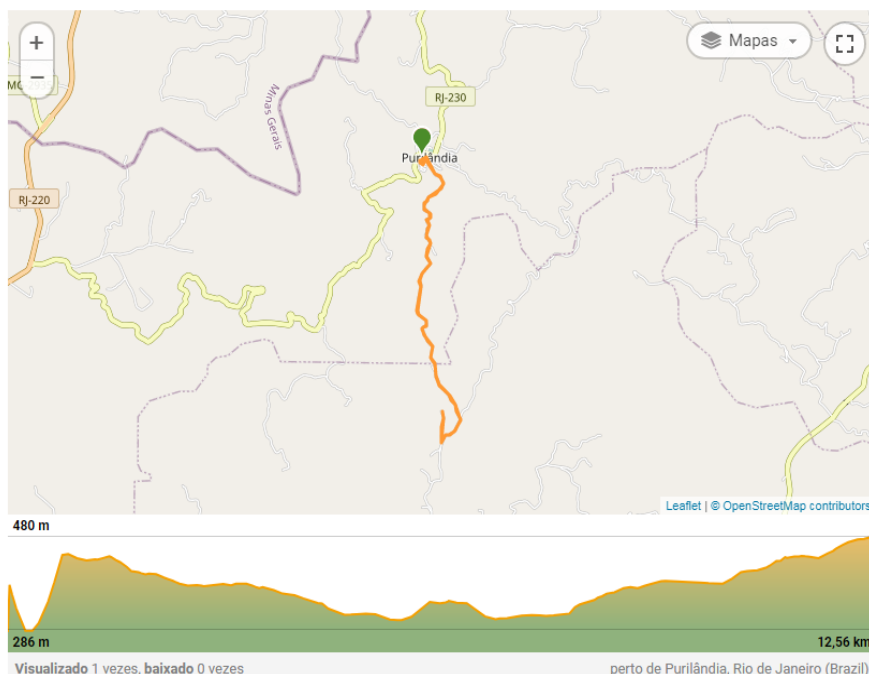 +
Mapas
−
MG 2935
Minas Gerais
RJ-230
Purilândia
RJ-220
Leaflet | © OpenStreetMap contributors
480 m
286 m
12,56 km
Visualizado 1 vezes, baixado 0 vezes
perto de Purilândia, Rio de Janeiro (Brazil)